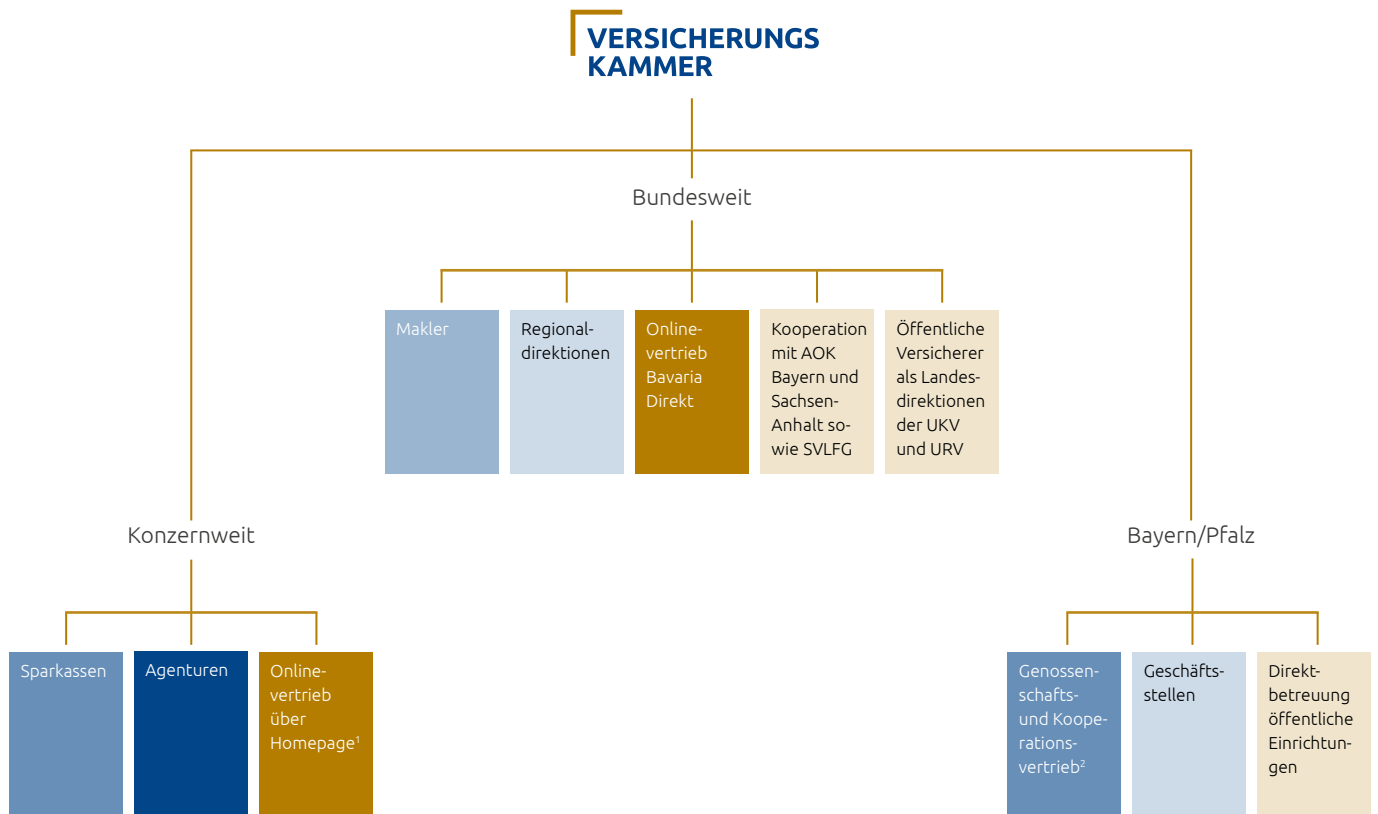 VERSICHERUNGS
KAMMER
Bundesweit
Makler
Regional-
direktionen
Online-
vertrieb
Bavaria
Direkt
Kooperation
mit AOK
Bayern und
Sachsen-
Anhalt so-
wie SVLFG
Öffentliche
Versicherer
als Landes-
direktionen
der UKV
und URV
Konzernweit
Sparkassen
Agenturen
Online-
vertrieb
über
Homepage¹
Bayern/Pfalz
Genossen-
schafts-
und Koope-
rations-
vertrieb²
Geschäfts-
stellen
Direkt-
betreuung
öffentliche
Einrichtun-
gen